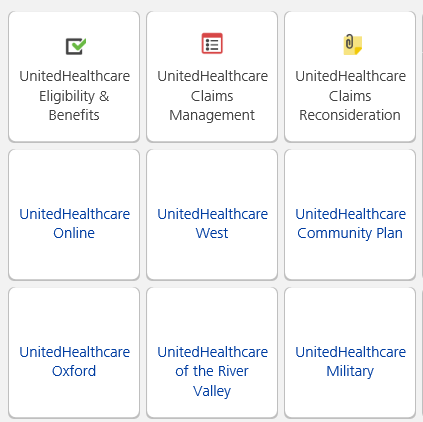 UnitedHealthcare
Eligibility &
Benefits
UnitedHealthcare
Claims
Management
UnitedHealthcare
Claims
Reconsideration
UnitedHealthcare
Online
UnitedHealthcare
West
UnitedHealthcare
Community Plan
UnitedHealthcare
Oxford
UnitedHealthcare
of the River
Valley
UnitedHealthcare
Military